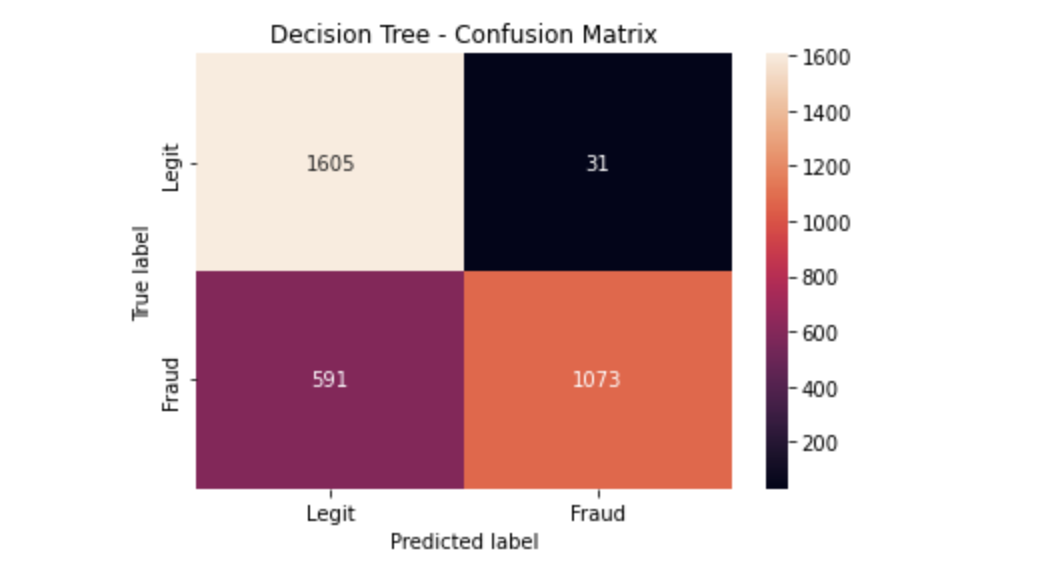 Decision Tree - Confusion Matrix
1600
1400
1200
1000
800
600
400
200
True label
Legit
Fraud
1605
31
591
1073
Legit
Fraud
Predicted label